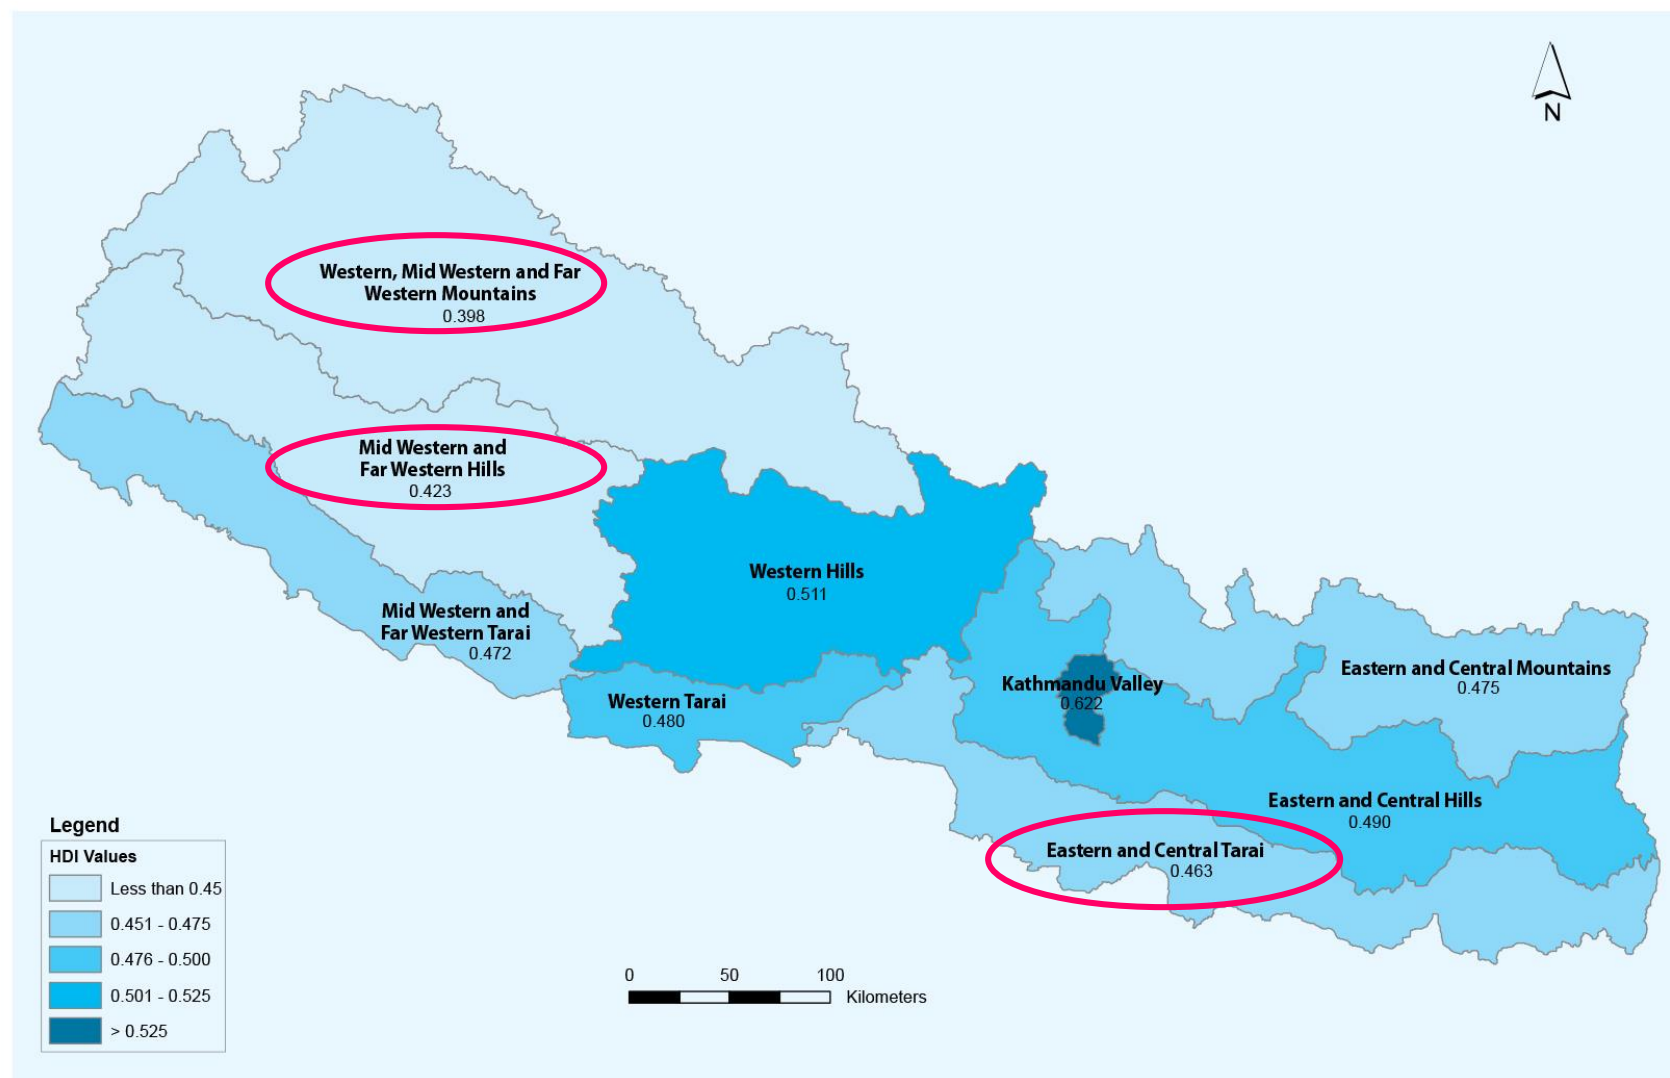 N
Western, Mid Western and Far
Western Mountains
0.398
Mid Western and
Far Western Hills
0.423
Western Hills
0.511
Mid Western and
Far Western Tarai
0.472
Eastern and Central Mountains
0.475
Kathmandu Valley
0.622
Western Tarai
0.480
Eastern and Central Hills
0.490
Eastern and Central Tarai
0.463
Legend
HDI Values
Less than 0.45
0.451 - 0.475
0.476 - 0.500
0.501 - 0.525
> 0.525
0 50 100
Kilometers